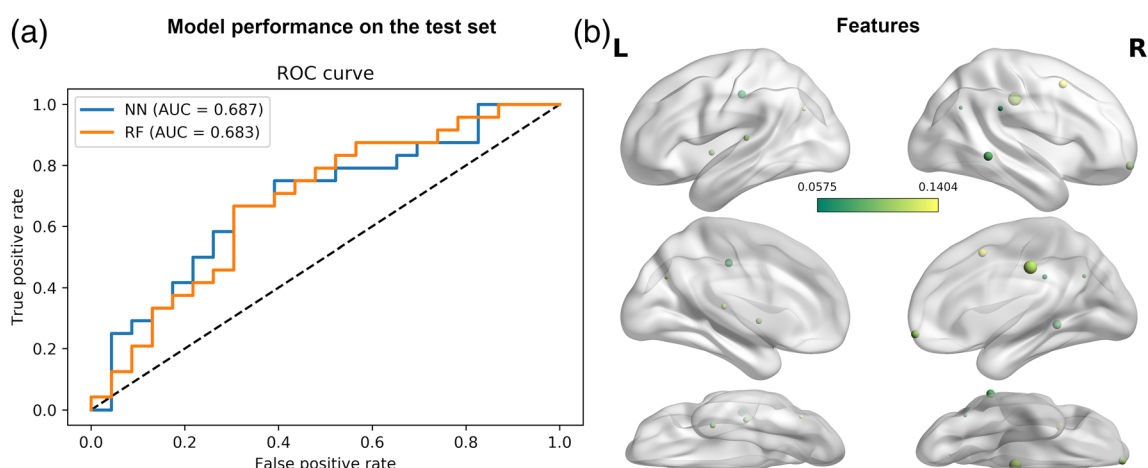 (a)
Model performance on the test set
ROC curve
NN (AUC = 0.687)
RF (AUC = 0.683)
1.0
0.8
0.6
0.4
0.2
0.0
True positive rate
0.0 0.2 0.4 0.6 0.8 1.0
False positive rate
(b)
Features
L
R
0.0575
0.1404